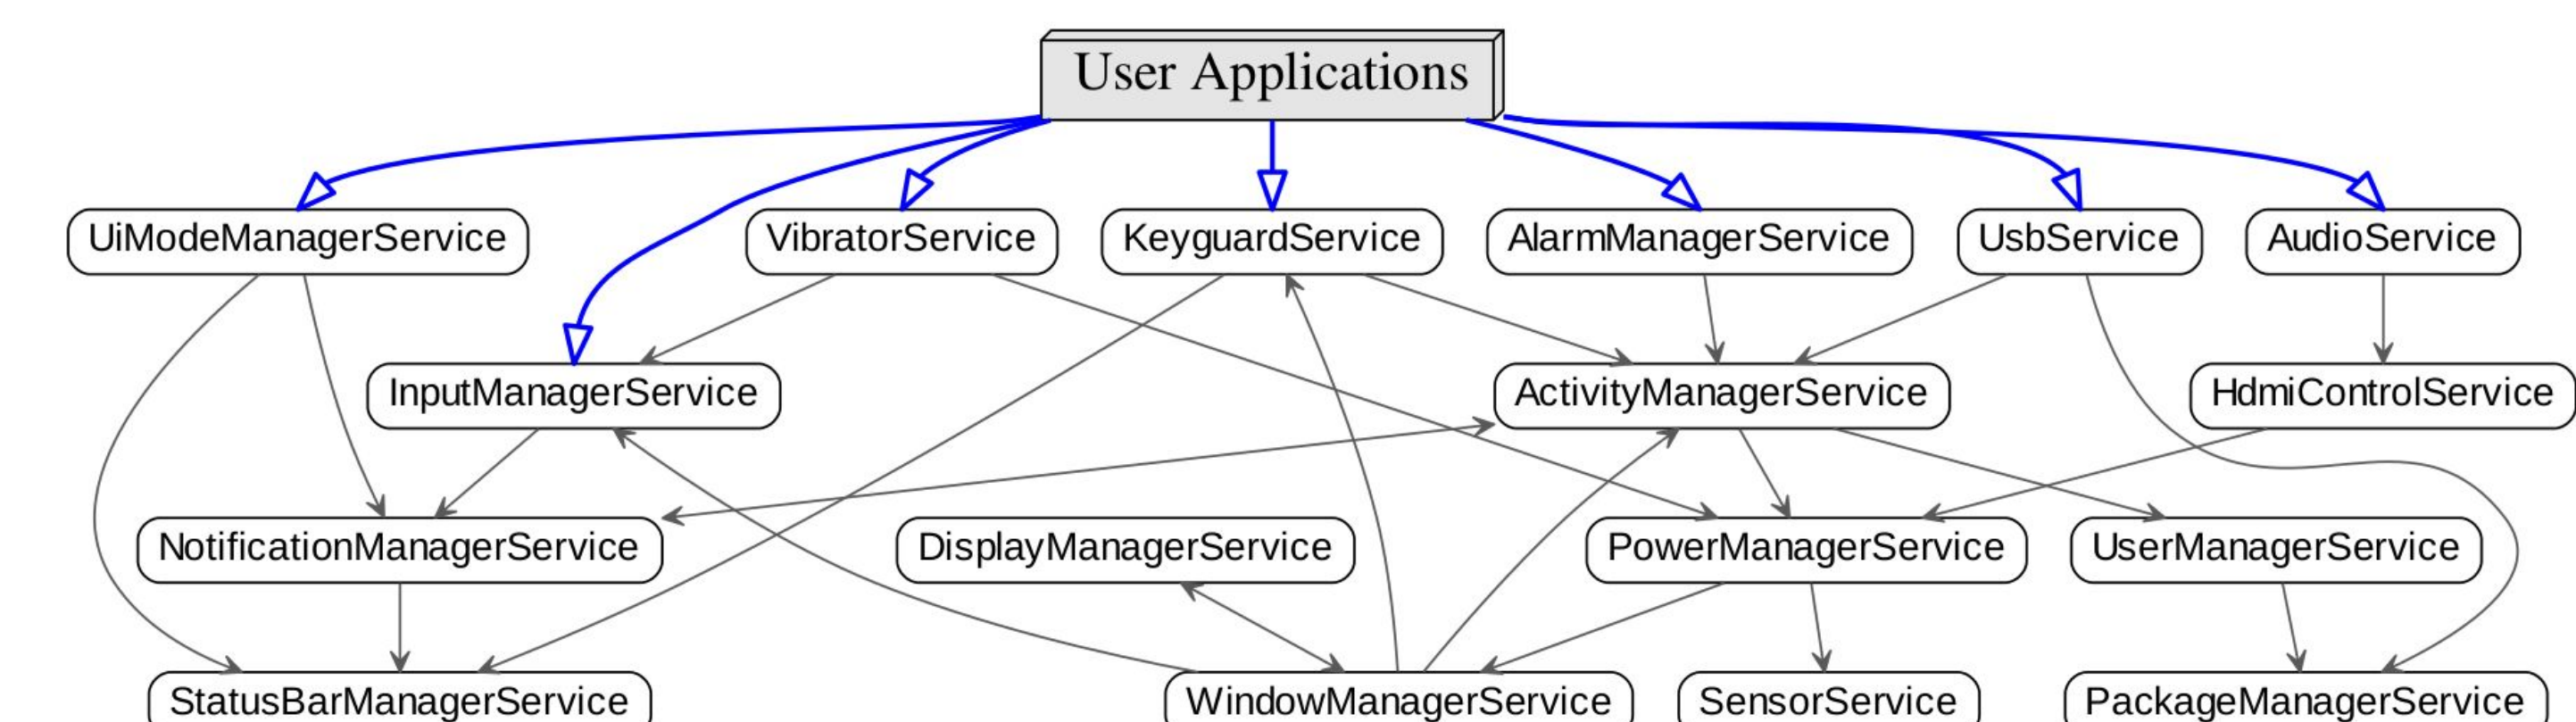 User Applications
UiModeManagerService
VibratorService
KeyguardService
AlarmManagerService
UsbService
AudioService
InputManagerService
ActivityManagerService
HdmiControlService
NotificationManagerService
DisplayManagerService
PowerManagerService
UserManagerService
StatusBarManagerService
WindowManagerService
SensorService
PackageManagerService